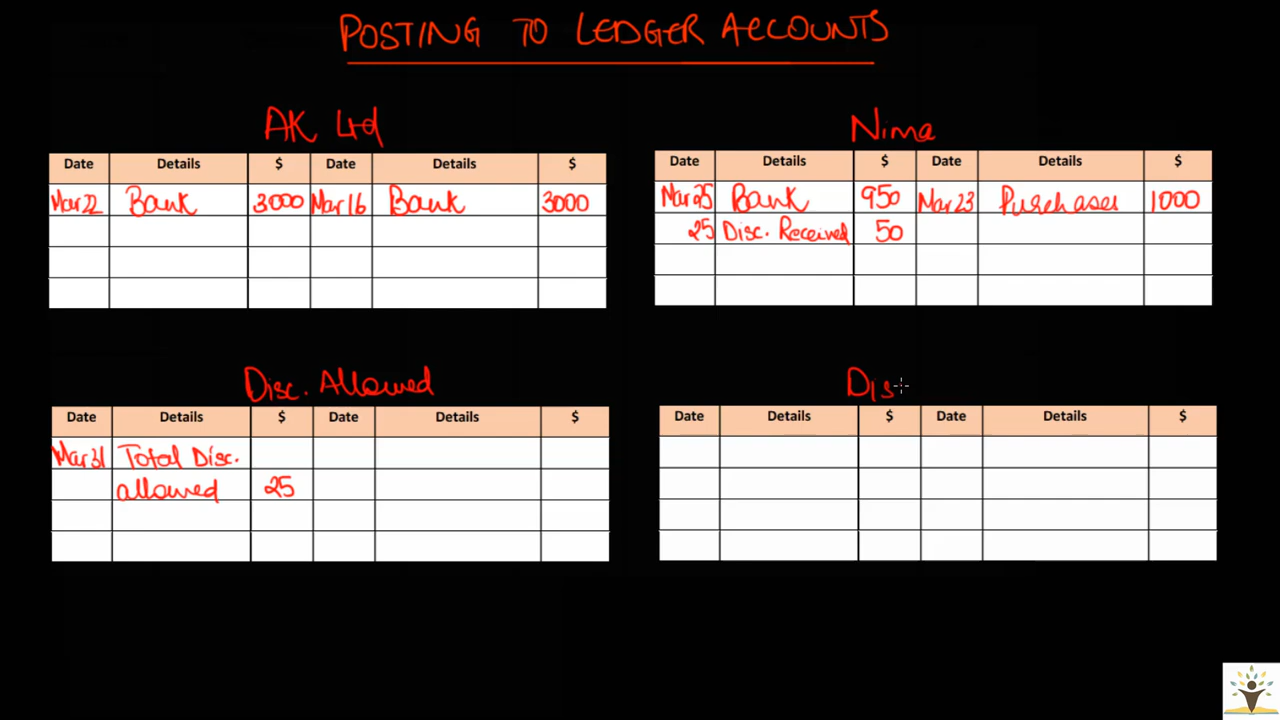 POSTING TO LEDGER ACCOUNTS
AK Ltd
Date Details $ Date Details $
Mar 22 Bank 3000 Mar 16 Bank 3000
Nima
Date Details $ Date Details $
Mar 25 Bank 950 Mar 23 Purchases 1000
25 Disc. Received 50
Disc. Allowed
Date Details $ Date Details $
Mar 31 Total Disc.
allowed 25
Dis
Date Details $ Date Details $